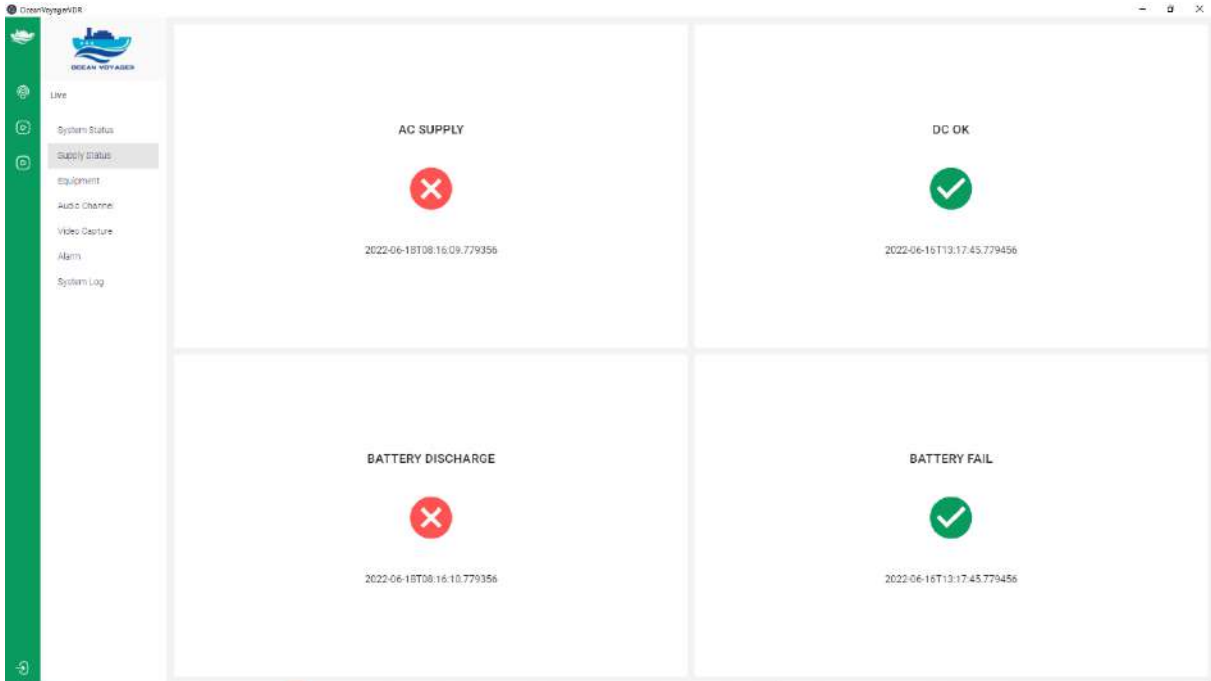 OceanVoyagerVDR
OCEAN VOYAGER
Live
System Status
Supply Status
Equipment
Audio Channel
Video Capture
Alarm
System Log
AC SUPPLY
2022-06-18T08:16:09.779356
DC OK
2022-06-16T13:17:45.779456
BATTERY DISCHARGE
2022-06-18T08:16:10.779356
BATTERY FAIL
2022-06-16T13:17:45.779456